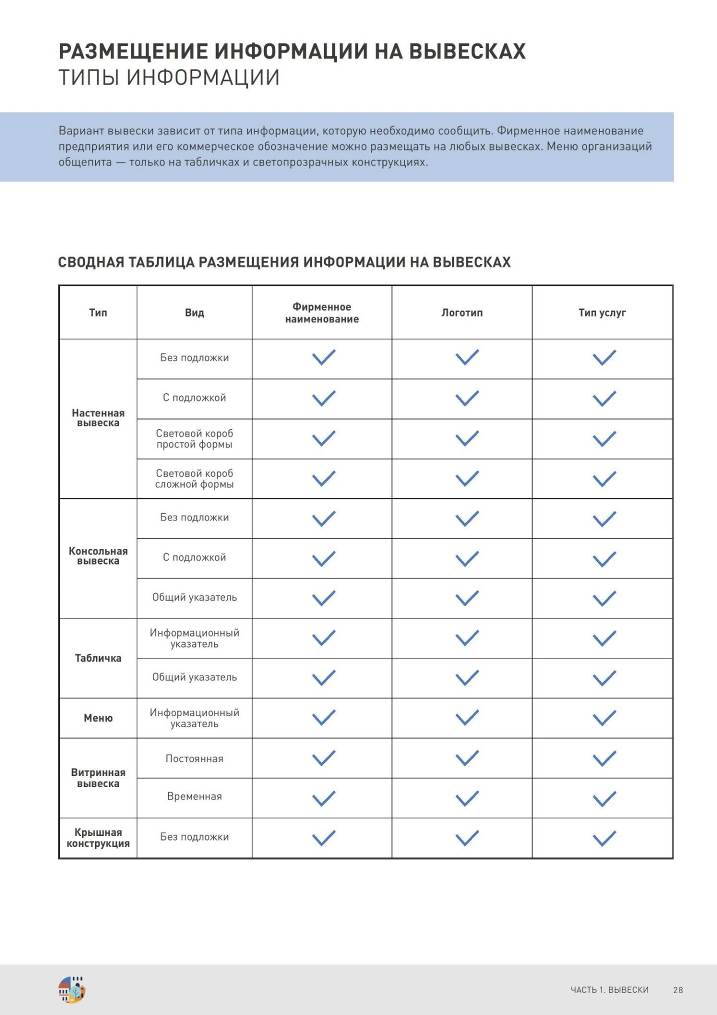 РАЗМЕЩЕНИЕ ИНФОРМАЦИИ НА ВЫВЕСКАХ
ТИПЫ ИНФОРМАЦИИ
Вариант вывески зависит от типа информации, которую необходимо сообщить. Фирменное наименование
предприятия или его коммерческое обозначение можно размещать на любых вывесках. Меню организаций
общепита — только на табличках и светопрозрачных конструкциях.
СВОДНАЯ ТАБЛИЦА РАЗМЕЩЕНИЯ ИНФОРМАЦИИ НА ВЫВЕСКАХ
Тип
Вид
Фирменное
наименование
Логотип
Тип услуг
Настенная
вывеска
Без подложки
С подложкой
Световой короб
простой формы
Световой короб
сложной формы
Консольная
вывеска
Без подложки
С подложкой
Общий указатель
Табличка
Информационный
указатель
Общий указатель
Меню
Информационный
указатель
Витринная
вывеска
Постоянная
Временная
Крышная
конструкция
Без подложки
ЧАСТЬ 1. ВЫВЕСКИ
28